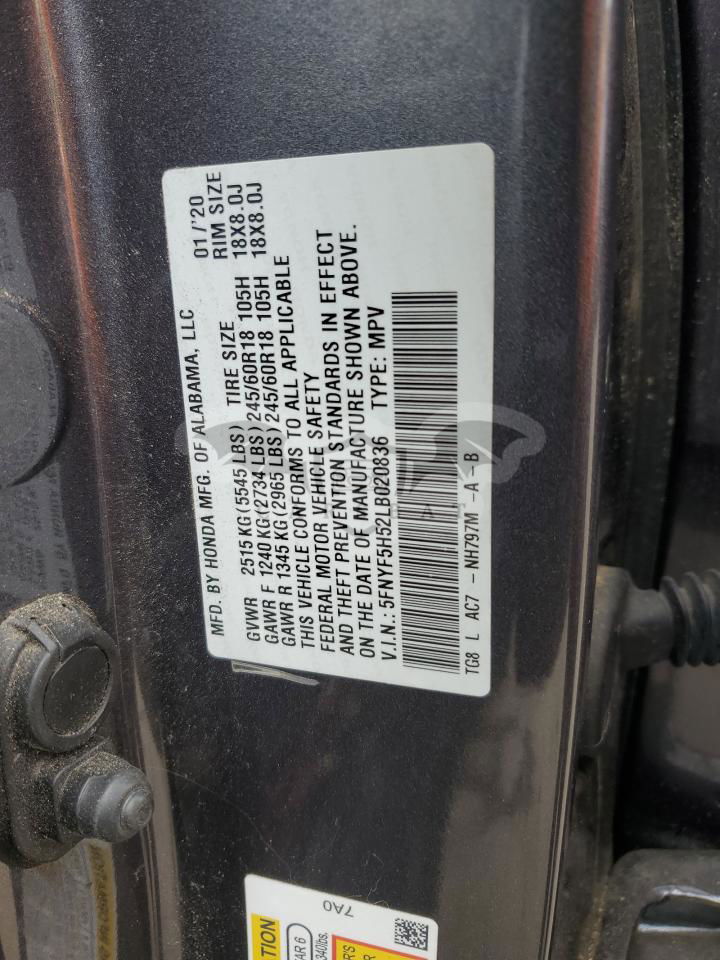 MFD. BY HONDA MFG. OF ALABAMA, LLC 01/'20
GVWR 2515 KG(5545 LBS) TIRE SIZE RIM SIZE
GAWR F 1240 KG(2734 LBS) 245/60R18 105H 18X8.0J
GAWR R 1345 KG(2965 LBS) 245/60R18 105H 18X8.0J
THIS VEHICLE CONFORMS TO ALL APPLICABLE
FEDERAL MOTOR VEHICLE SAFETY
AND THEFT PREVENTION STANDARDS IN EFFECT
ON THE DATE OF MANUFACTURE SHOWN ABOVE.
V.I.N.: 5FNYF5H52LB020836 TYPE: MPV
TG8 L AC7 - NH797M -A - B
7A0